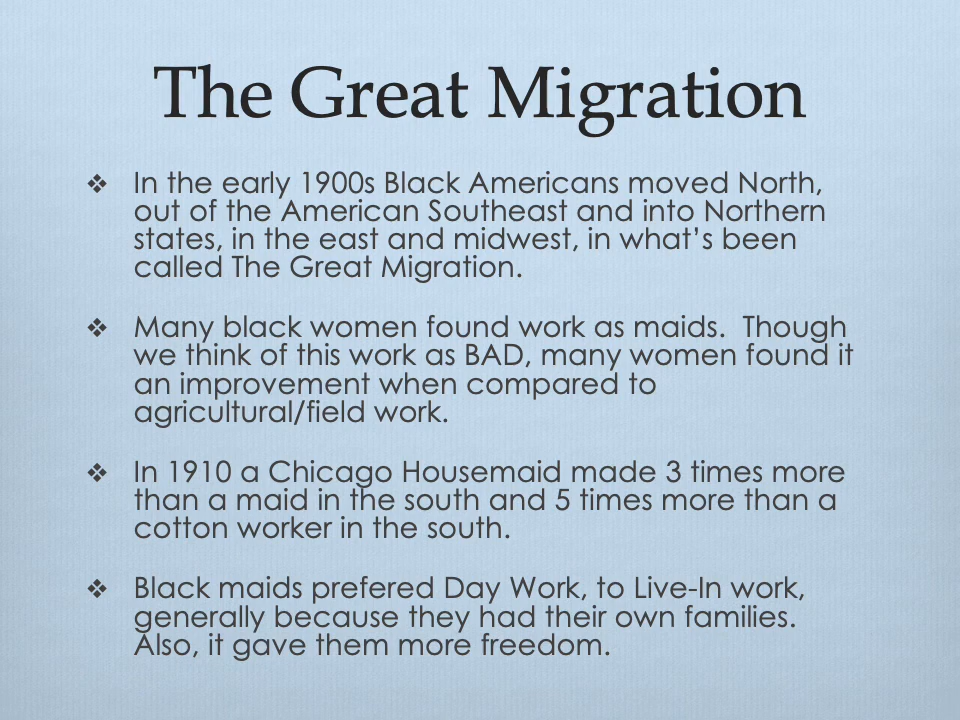 The Great Migration
❖ In the early 1900s Black Americans moved North,
out of the American Southeast and into Northern
states, in the east and midwest, in what’s been
called The Great Migration.
❖ Many black women found work as maids.  Though
we think of this work as BAD, many women found it
an improvement when compared to
agricultural/field work.
❖ In 1910 a Chicago Housemaid made 3 times more
than a maid in the south and 5 times more than a
cotton worker in the south.
❖ Black maids prefered Day Work, to Live-In work,
generally because they had their own families.
Also, it gave them more freedom.